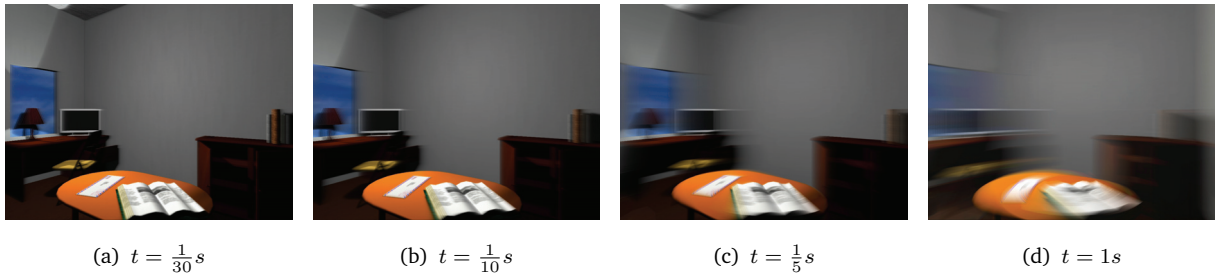 (a) t = 1/30 s
(b) t = 1/10 s
(c) t = 1/5 s
(d) t = 1s